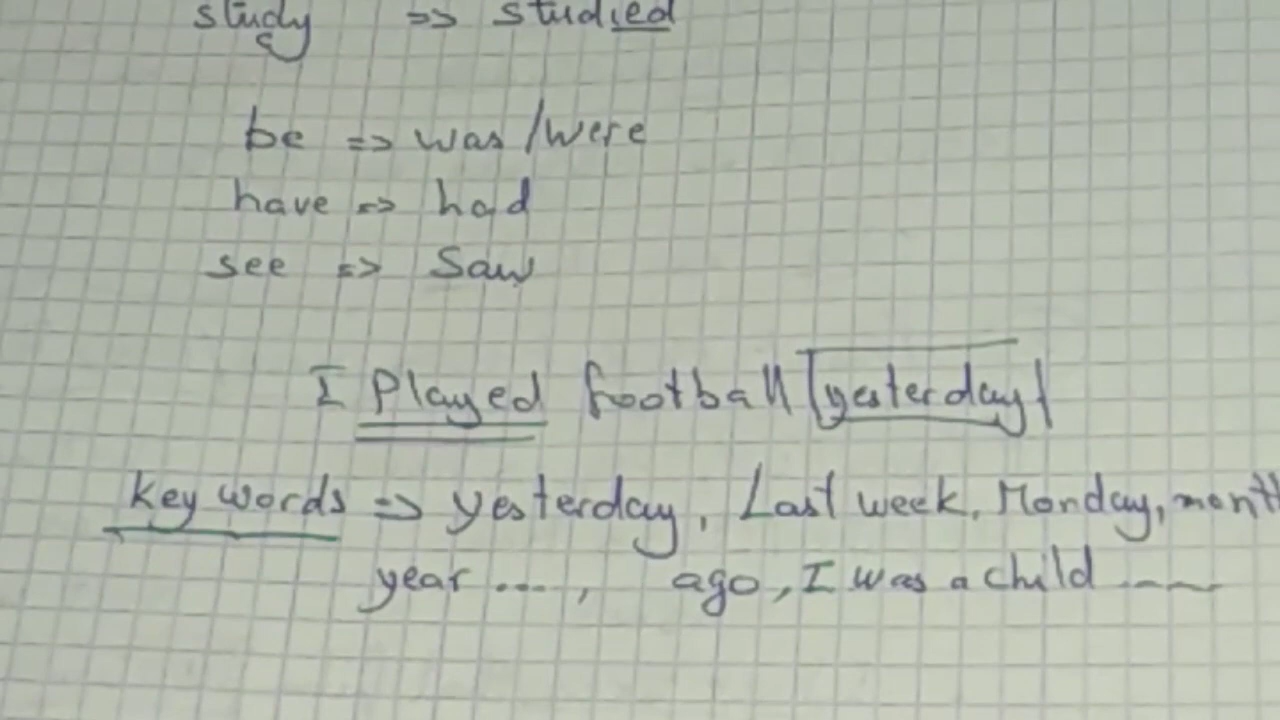 study => studied
be => was/were
have => had
see => Saw
I Played football yesterday
key words => yesterday, Last week, Monday, month
year ...., ago, I was a child ----